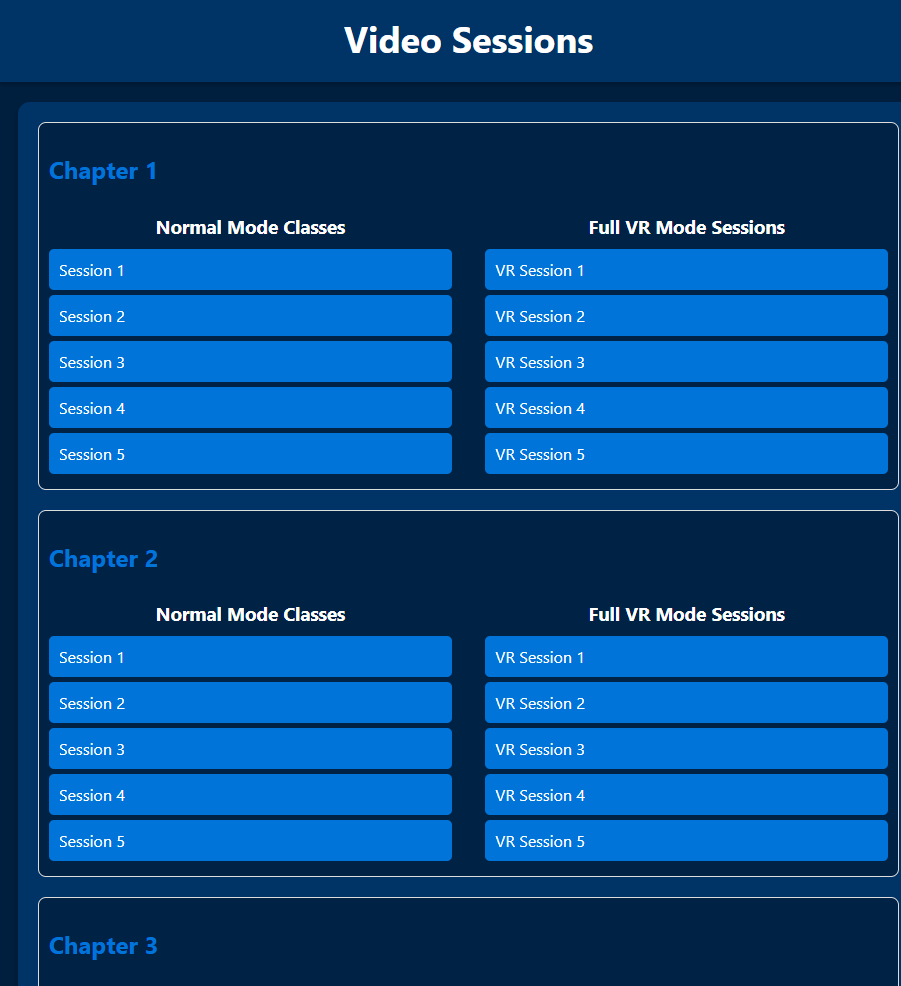 Video Sessions
Chapter 1
Normal Mode Classes
Session 1
Session 2
Session 3
Session 4
Session 5
Full VR Mode Sessions
VR Session 1
VR Session 2
VR Session 3
VR Session 4
VR Session 5
Chapter 2
Normal Mode Classes
Session 1
Session 2
Session 3
Session 4
Session 5
Full VR Mode Sessions
VR Session 1
VR Session 2
VR Session 3
VR Session 4
VR Session 5
Chapter 3